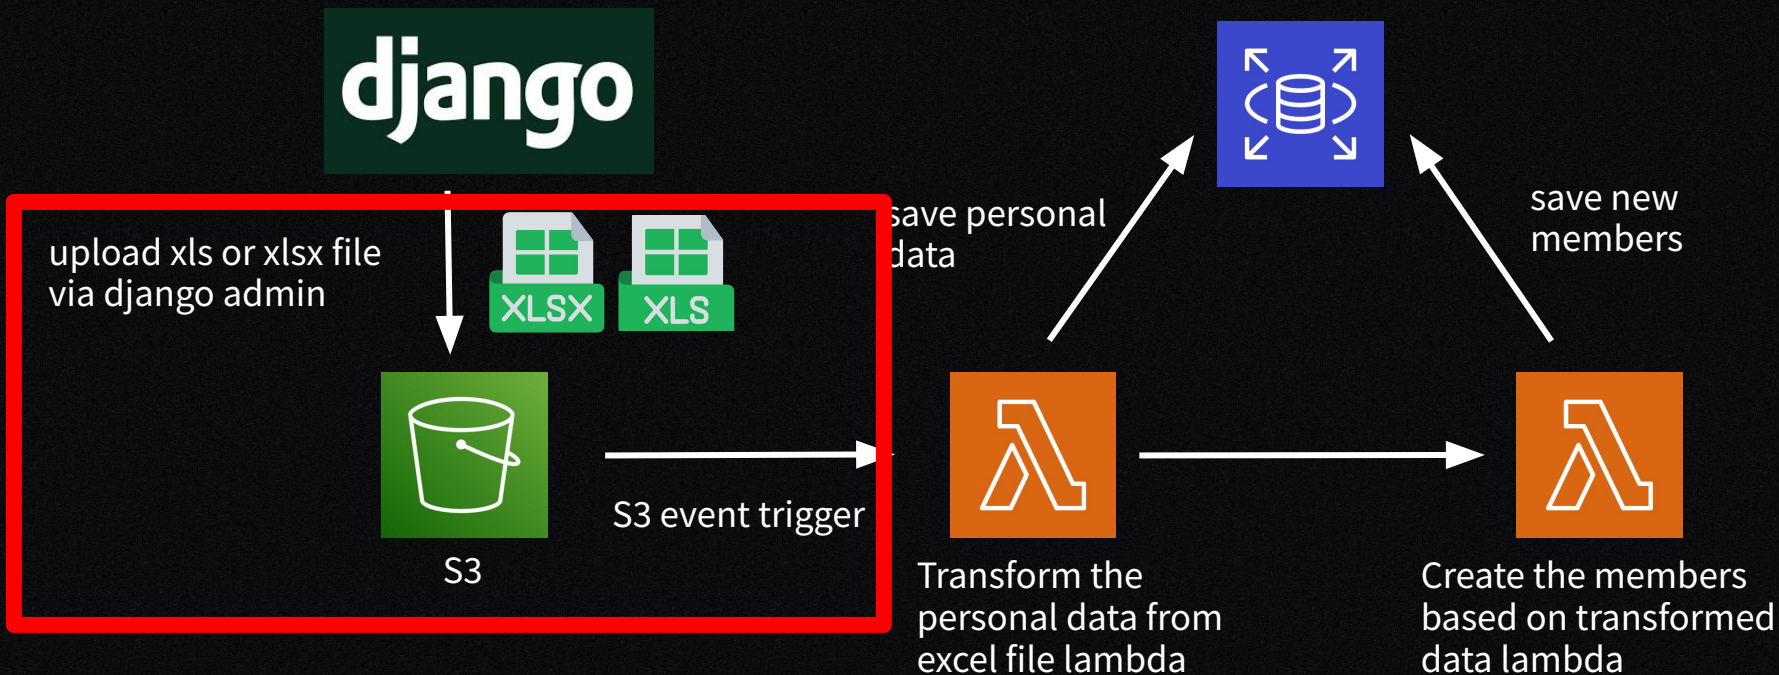 django
upload xls or xlsx file
via django admin
XLSX
XLS
S3
S3 event trigger
save personal
data
save new
members
Transform the
personal data from
excel file lambda
Create the members
based on transformed
data lambda